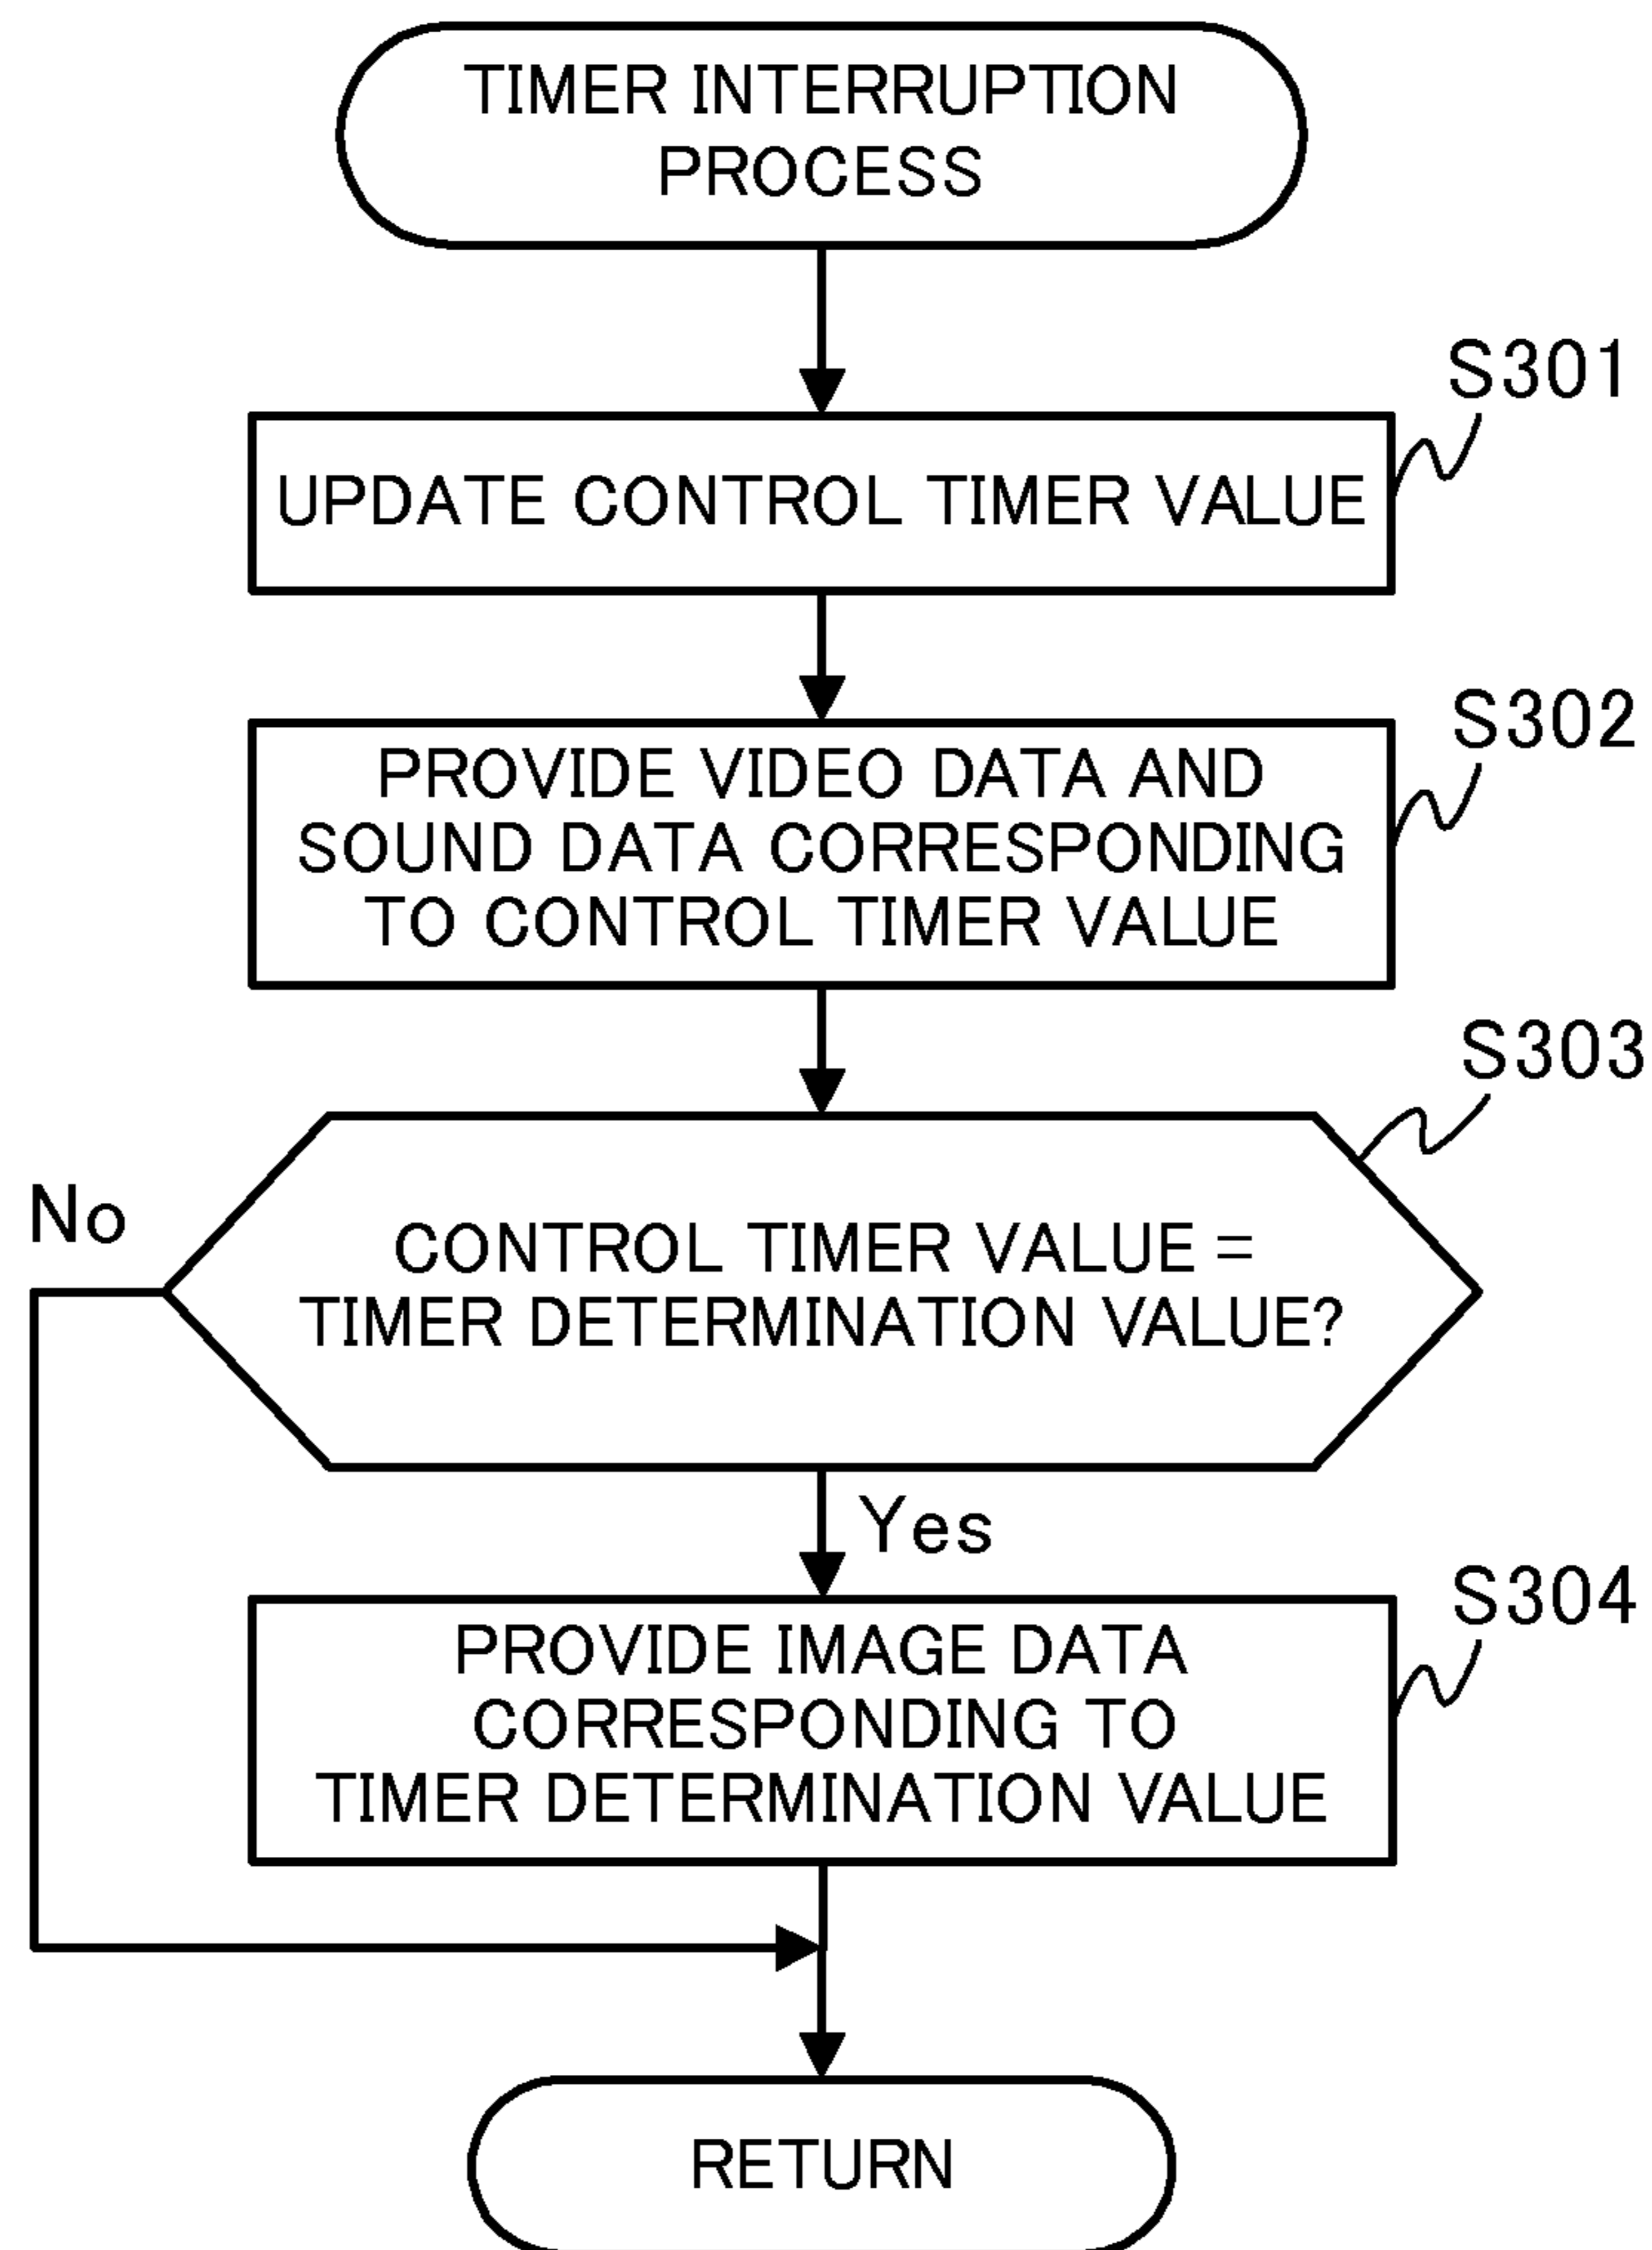 TIMER INTERRUPTION
PROCESS
S301
UPDATE CONTROL TIMER VALUE
S302
PROVIDE VIDEO DATA AND
SOUND DATA CORRESPONDING
TO CONTROL TIMER VALUE
S303
No
CONTROL TIMER VALUE =
TIMER DETERMINATION VALUE?
Yes
S304
PROVIDE IMAGE DATA
CORRESPONDING TO
TIMER DETERMINATION VALUE
RETURN